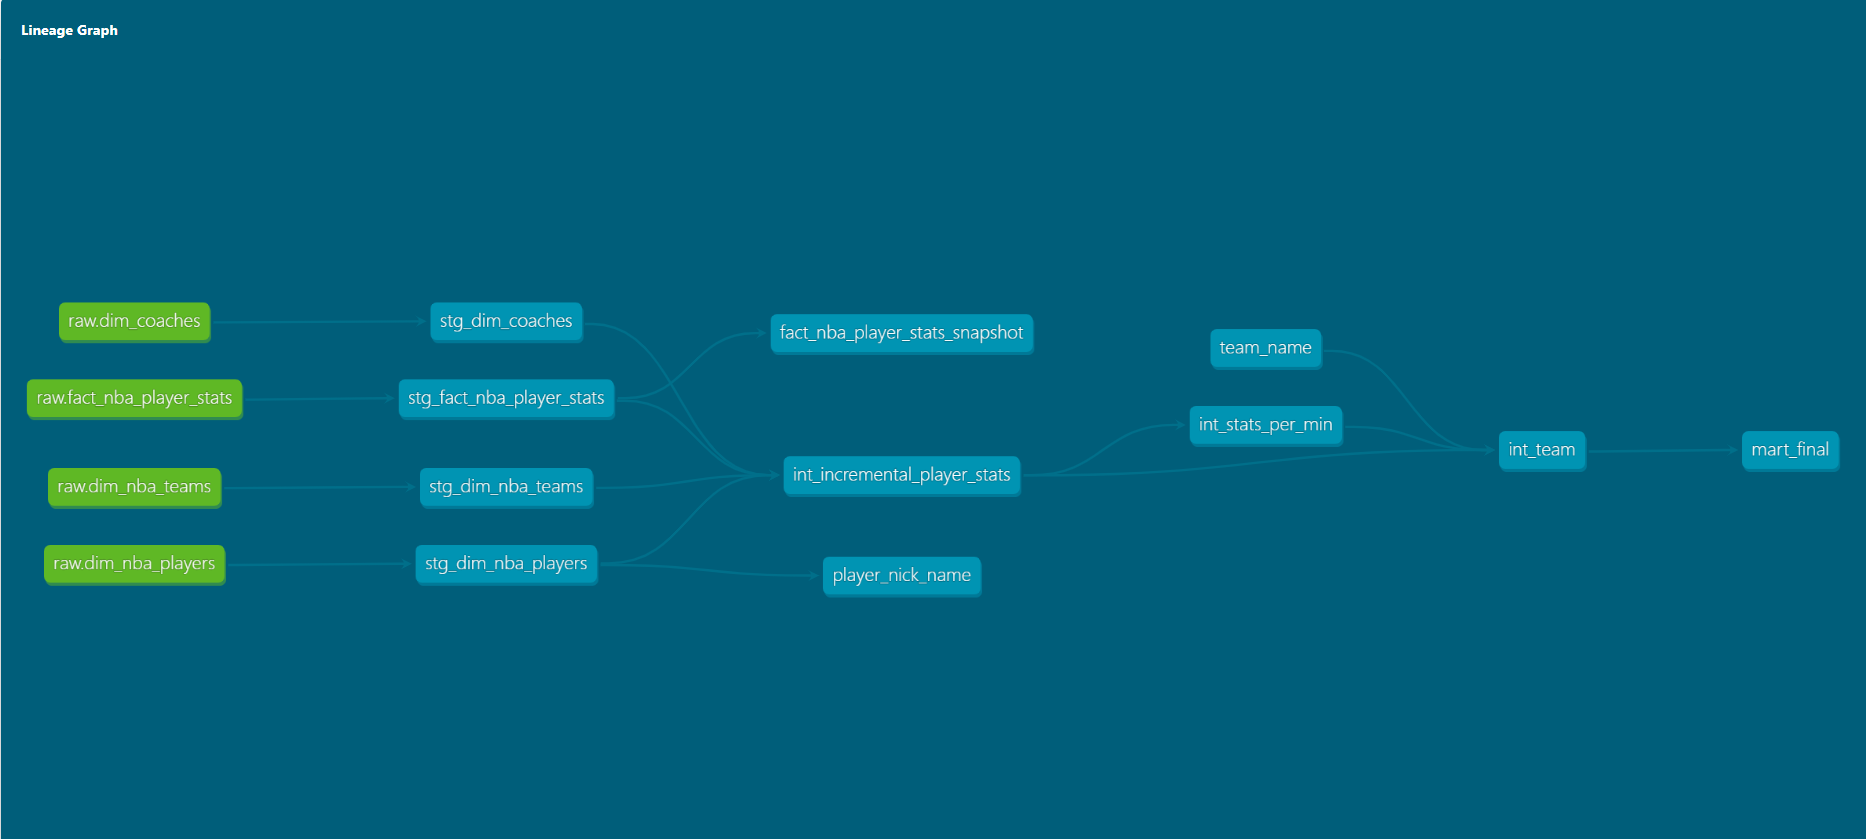 Lineage Graph
raw.dim_coaches
stg_dim_coaches
fact_nba_player_stats_snapshot
team_name
raw.fact_nba_player_stats
stg_fact_nba_player_stats
int_stats_per_min
int_team
mart_final
raw.dim_nba_teams
stg_dim_nba_teams
int_incremental_player_stats
raw.dim_nba_players
stg_dim_nba_players
player_nick_name